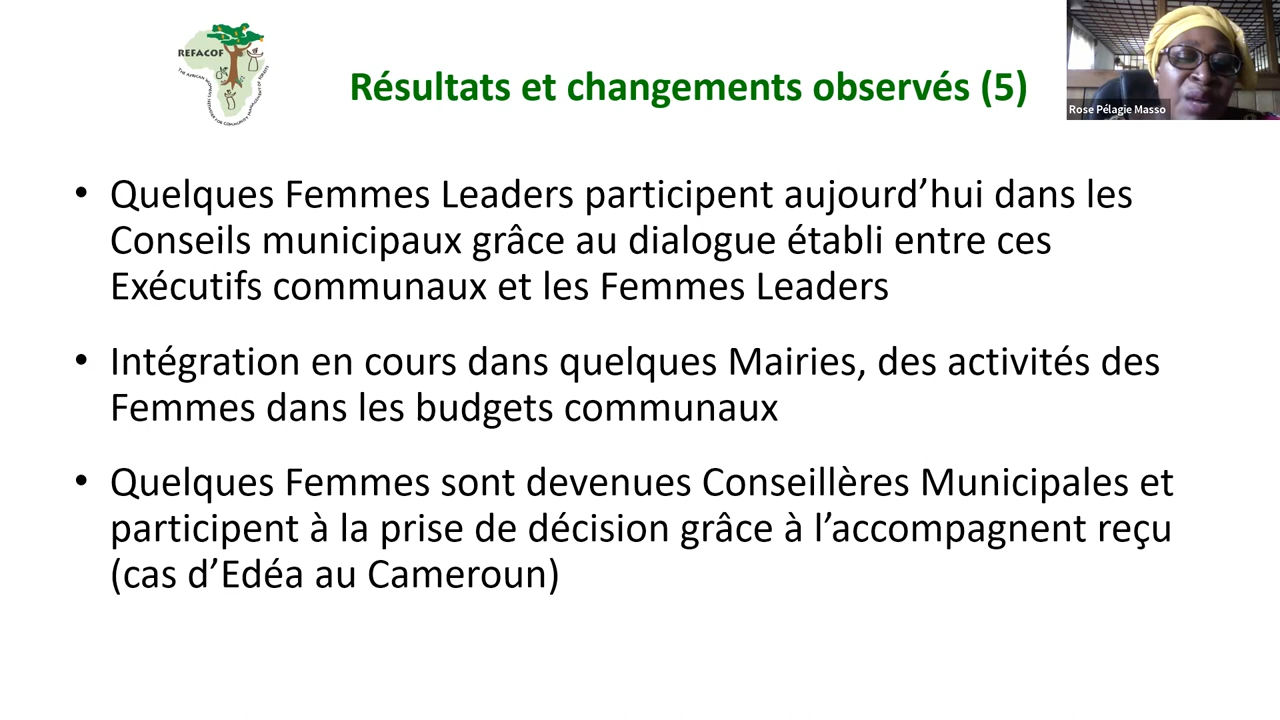 REFACOF
Résultats et changements observés (5)
Rose Pélagie Masso
• Quelques Femmes Leaders participent aujourd’hui dans les
Conseils municipaux grâce au dialogue établi entre ces
Exécutifs communaux et les Femmes Leaders
• Intégration en cours dans quelques Mairies, des activités des
Femmes dans les budgets communaux
• Quelques Femmes sont devenues Conseillères Municipales et
participent à la prise de décision grâce à l’accompagnent reçu
(cas d’Edéa au Cameroun)